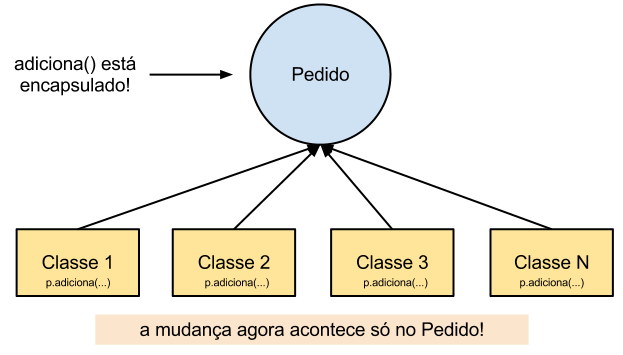 adiciona() está
encapsulado!
Pedido
Classe 1
p.adiciona(...)
Classe 2
p.adiciona(...)
Classe 3
p.adiciona(...)
Classe N
p.adiciona(...)
a mudança agora acontece só no Pedido!